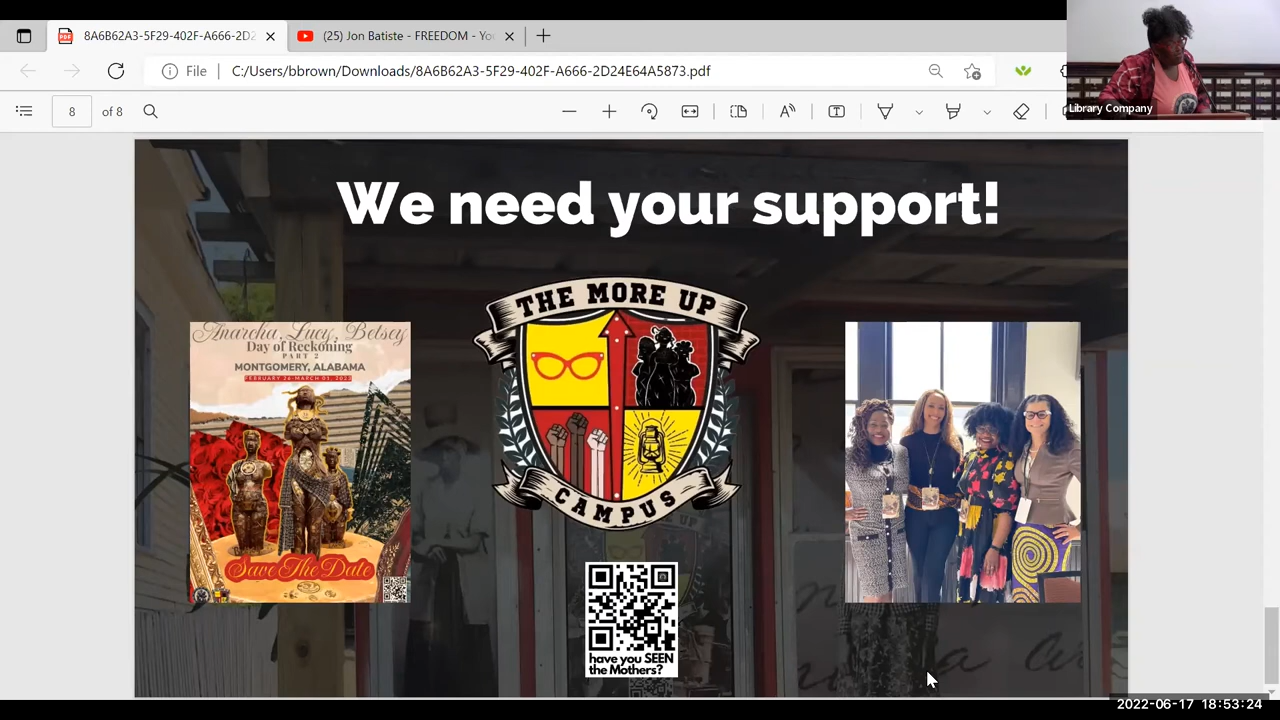 8A6B62A3-5F29-402F-A666-2D2
(25) Jon Batiste - FREEDOM - Yo
File
C:/Users/bbrown/Downloads/8A6B62A3-5F29-402F-A666-2D24E64A5873.pdf
Library Company
8
of 8
We need your support!
THE MORE UP
CAMPUS
Anarcha, Lucy, Betsey
Day of Reckoning
PART 2
MONTGOMERY, ALABAMA
Save The Date
have you SEEN
the Mothers?
2022-06-17 18:53:24